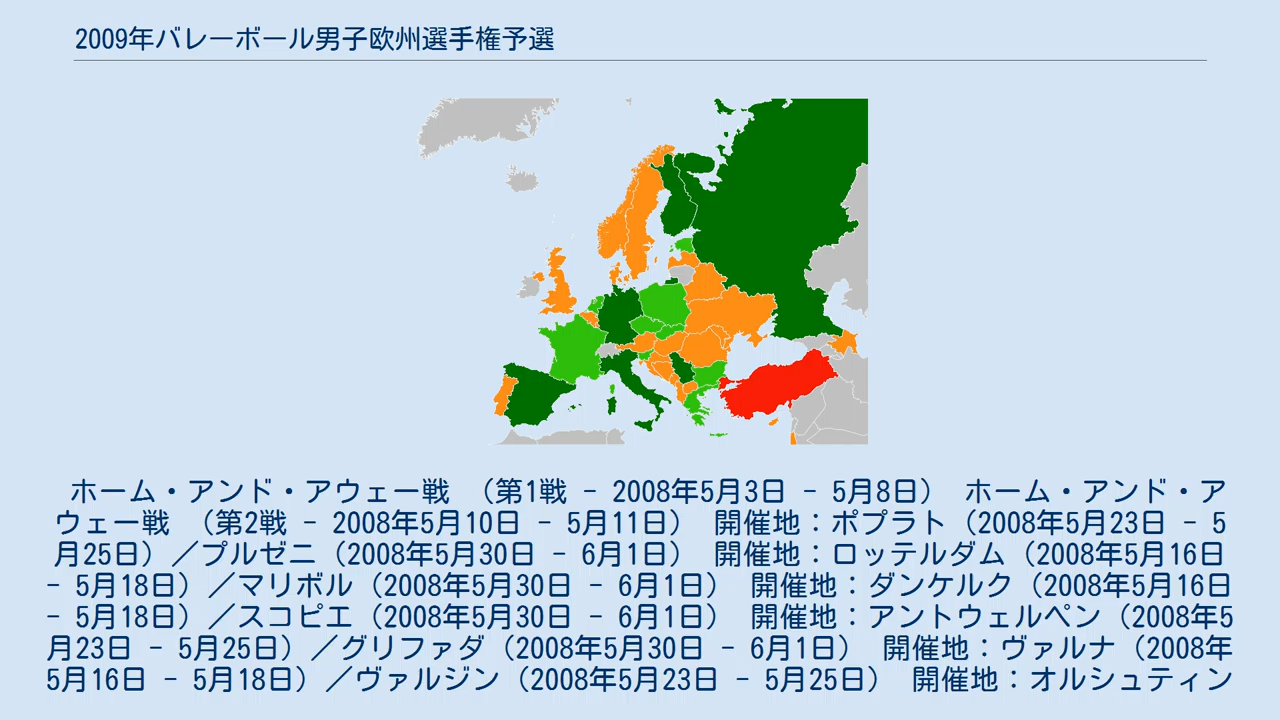 2009年バレーボール男子欧州選手権予選
ホーム・アンド・アウェー戦 （第1戦 - 2008年5月3日 - 5月8日） ホーム・アンド・ア
ウェー戦 （第2戦 - 2008年5月10日 - 5月11日） 開催地：ポプラト（2008年5月23日 - 5
月25日）／プルゼニ（2008年5月30日 - 6月1日） 開催地：ロッテルダム（2008年5月16日
- 5月18日）／マリボル（2008年5月30日 - 6月1日） 開催地：ダンケルク（2008年5月16日
- 5月18日）／スコピエ（2008年5月30日 - 6月1日） 開催地：アントウェルペン（2008年5
月23日 - 5月25日）／グリファダ（2008年5月30日 - 6月1日） 開催地：ヴァルナ（2008年
5月16日 - 5月18日）／ヴァルジン（2008年5月23日 - 5月25日） 開催地：オルシュティン